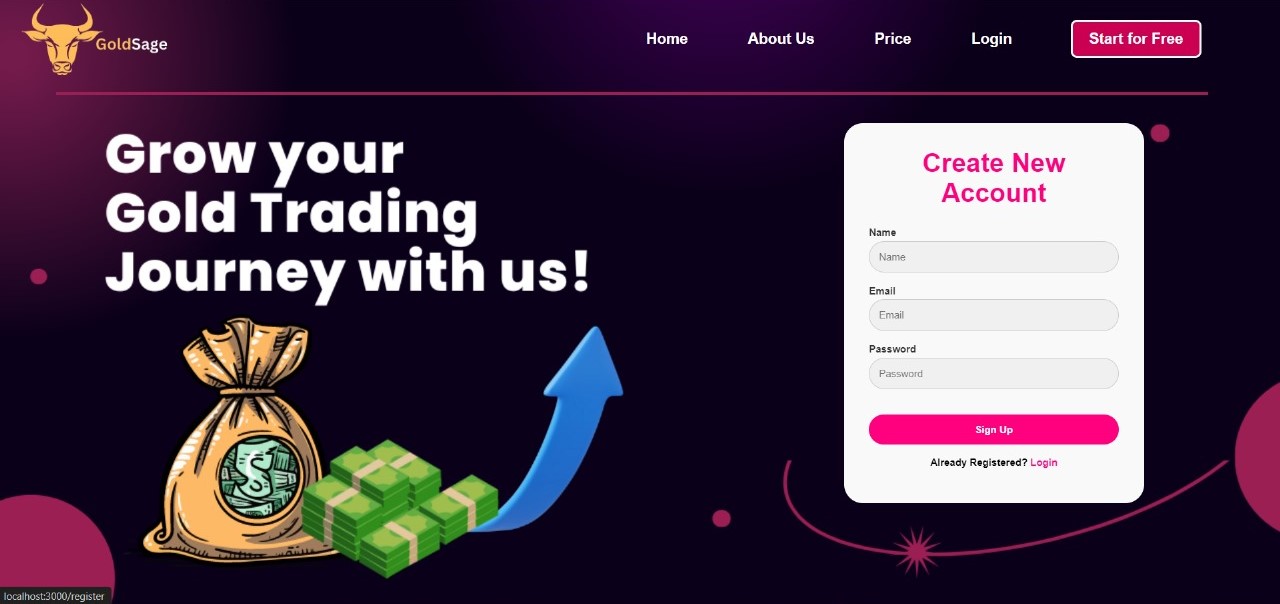 GoldSage
Home
About Us
Price
Login
Start for Free
Grow your
Gold Trading
Journey with us!
Create New
Account
Name
Name
Email
Email
Password
Password
Sign Up
Already Registered? Login
$
localhost:3000/register